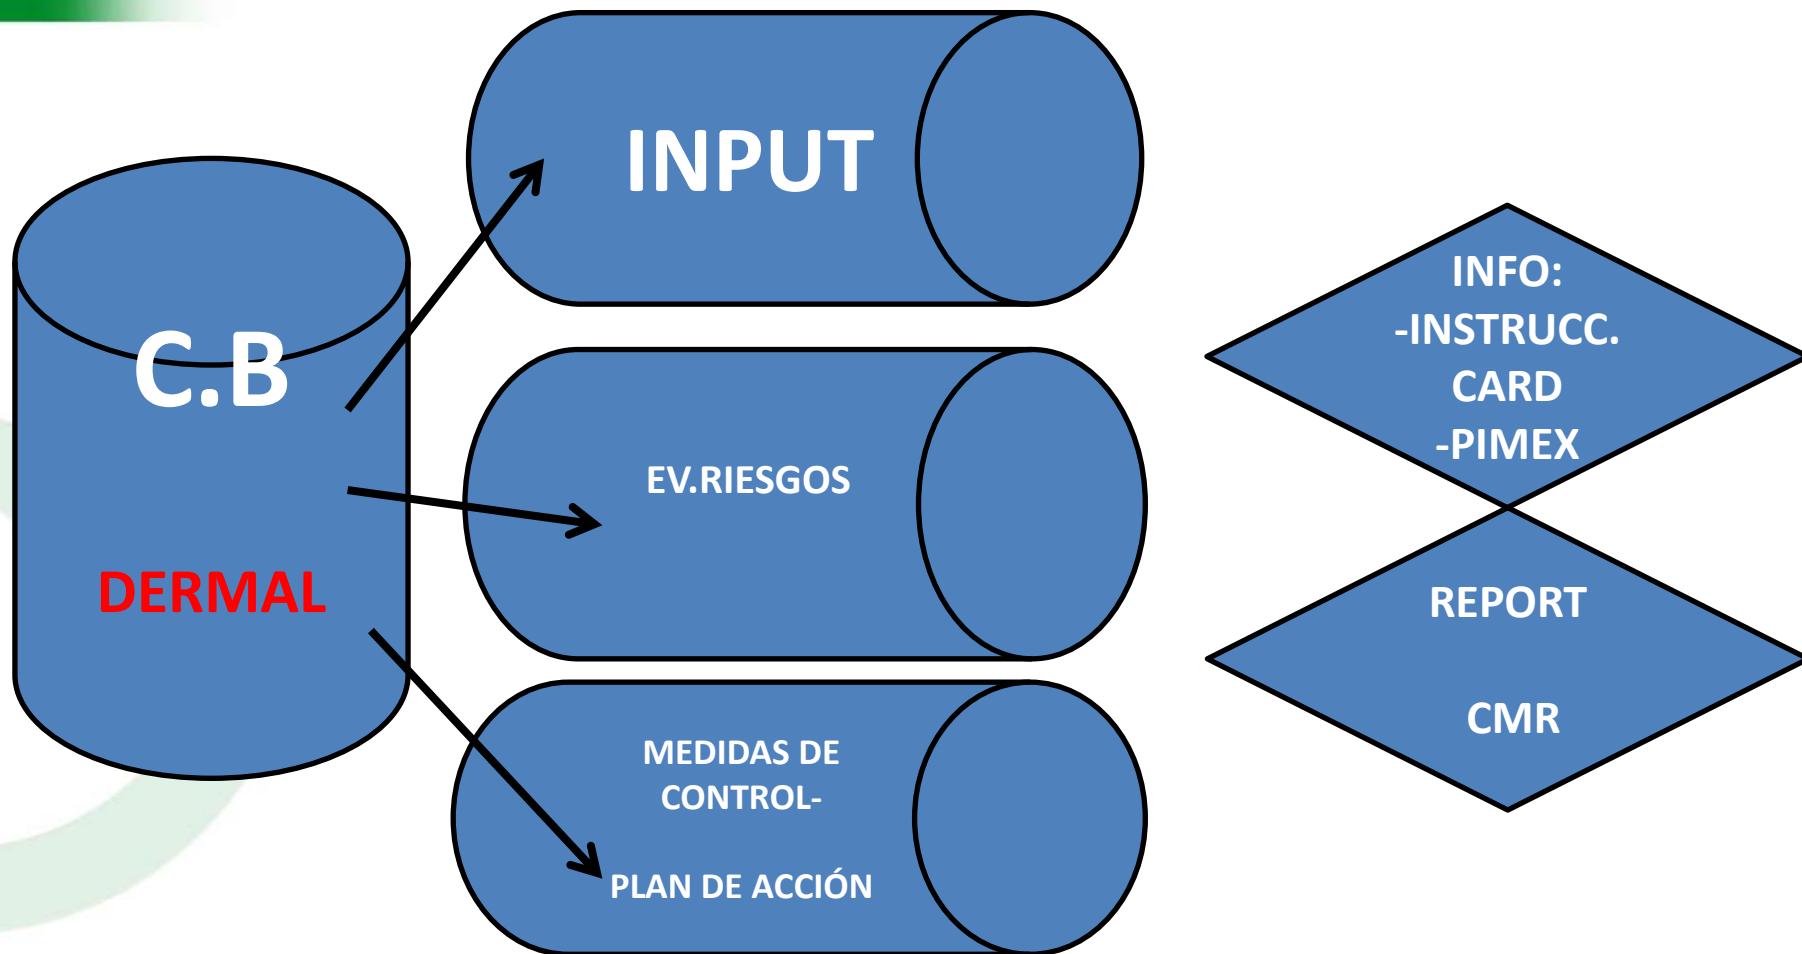 C.B
DERMAL
INPUT
EV.RIESGOS
MEDIDAS DE
CONTROL-
PLAN DE ACCIÓN
INFO:
-INSTRUCC.
CARD
-PIMEX
REPORT
CMR